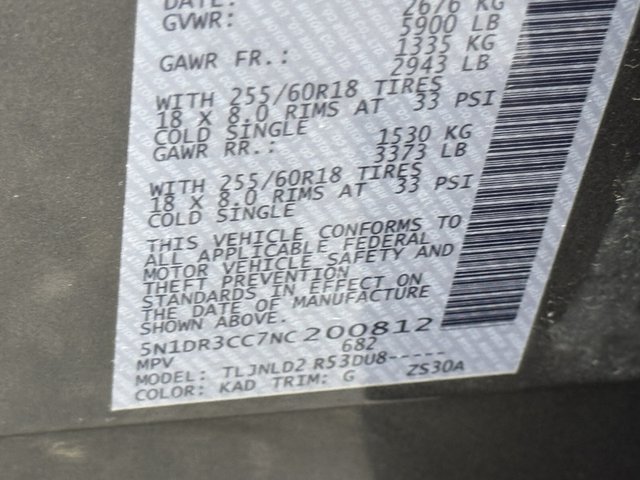 DATE: 2676 KG
GVWR: 5900 LB
1335 KG
GAWR FR.: 2943 LB
WITH 255/60R18 TIRES
18 X 8.0 RIMS AT 33 PSI
COLD SINGLE
1530 KG
GAWR RR.: 3373 LB
WITH 255/60R18 TIRES
18 X 8.0 RIMS AT 33 PSI
COLD SINGLE
THIS VEHICLE CONFORMS TO
ALL APPLICABLE FEDERAL
MOTOR VEHICLE SAFETY AND
THEFT PREVENTION
STANDARDS IN EFFECT ON
THE DATE OF MANUFACTURE
SHOWN ABOVE.
5N1DR3CC7NC200812
MPV 682
MODEL: TLJNLD2 R53DU8-----
COLOR: KAD TRIM: G ZS30A